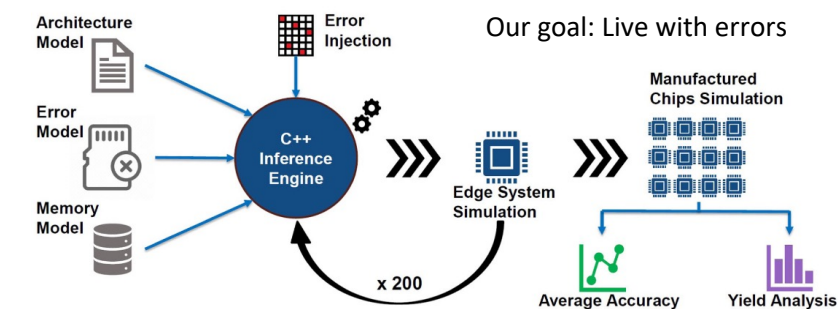 Architecture
Model
Error
Injection
Our goal: Live with errors
Error
Model
C++
Inference
Engine
Memory
Model
Edge System
Simulation
x 200
Manufactured
Chips Simulation
Average Accuracy
Yield Analysis